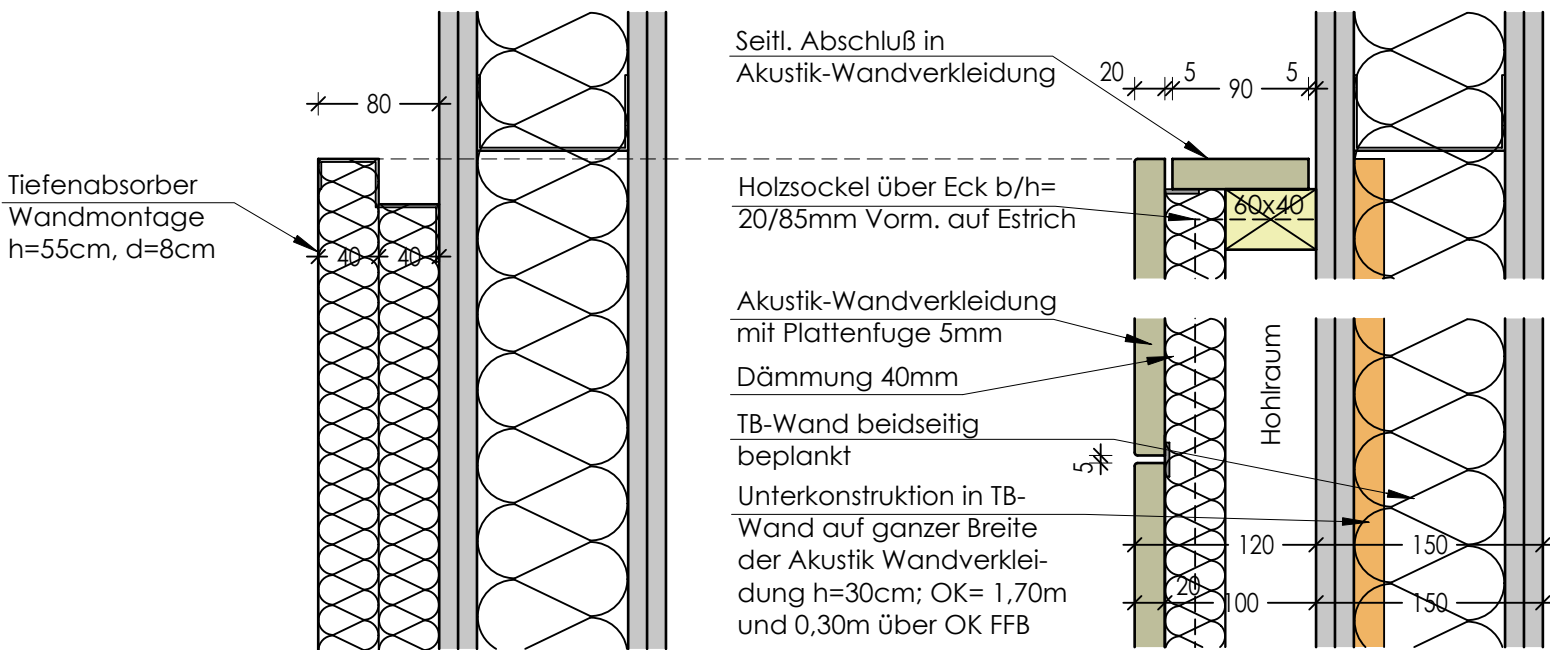 Seitl. Abschluß in
Akustik-Wandverkleidung
20 5 90 5
80
Tiefenabsorber
Wandmontage
h=55cm, d=8cm
40 40
Holzsockel über Eck b/h=
20/85mm Vorm. auf Estrich
60x40
Akustik-Wandverkleidung
mit Plattenfuge 5mm
Dämmung 40mm
Hohlraum
TB-Wand beidseitig
beplankt
5
Unterkonstruktion in TB-
Wand auf ganzer Breite
der Akustik Wandverklei-
dung h=30cm; OK= 1,70m
und 0,30m über OK FFB
120 150
20 100 150